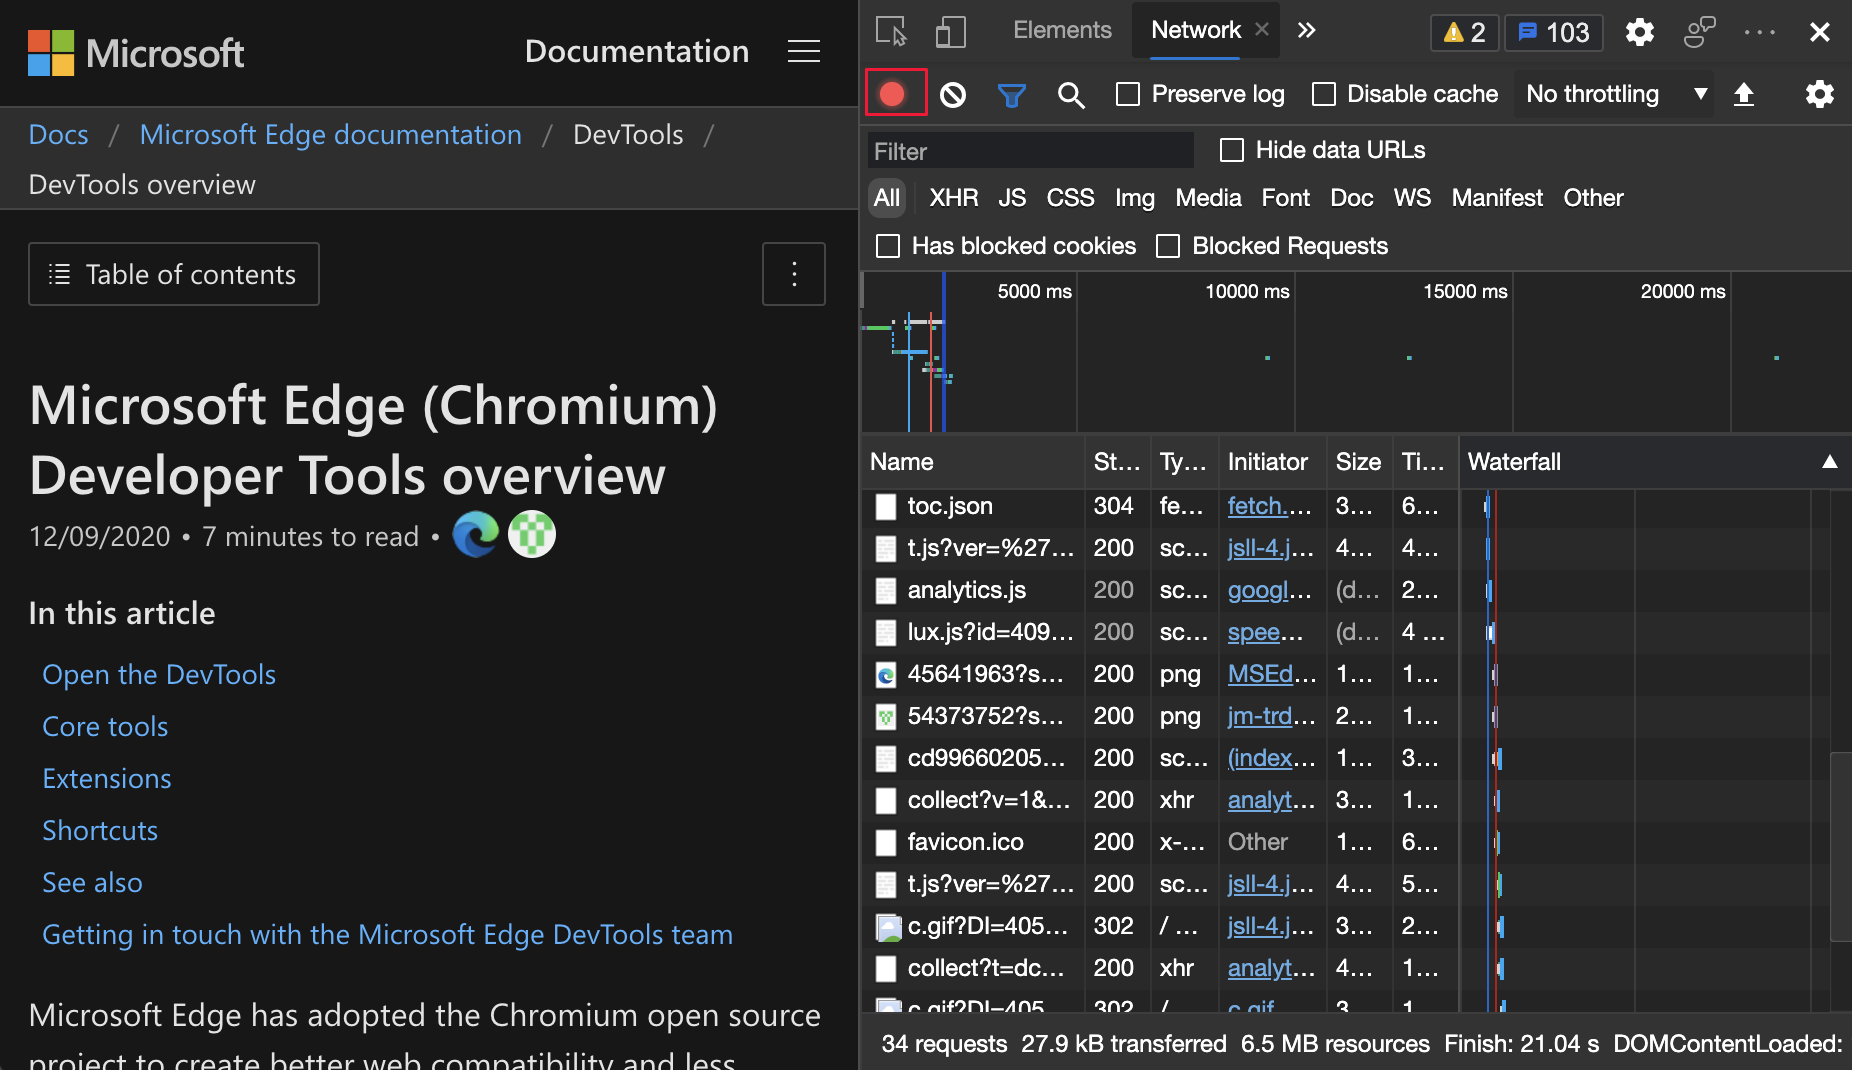 Microsoft
Documentation
Docs / Microsoft Edge documentation / DevTools /
DevTools overview
Table of contents
Microsoft Edge (Chromium)
Developer Tools overview
12/09/2020 • 7 minutes to read •
In this article
Open the DevTools
Core tools
Extensions
Shortcuts
See also
Getting in touch with the Microsoft Edge DevTools team
Microsoft Edge has adopted the Chromium open source
project to create better web compatibility and less
Elements Network 2 103
Preserve log Disable cache No throttling
Filter Hide data URLs
All XHR JS CSS Img Media Font Doc WS Manifest Other
Has blocked cookies Blocked Requests
5000 ms 10000 ms 15000 ms 20000 ms
Name St... Ty... Initiator Size Ti... Waterfall
toc.json 304 fe... fetch.... 3... 6...
t.js?ver=%27... 200 sc... jsll-4.j... 4... 4...
analytics.js 200 sc... googl... (d... 2...
lux.js?id=409... 200 sc... spee... (d... 4 ...
45641963?s... 200 png MSEd... 1... 1...
54373752?s... 200 png jm-trd... 2... 1...
cd99660205... 200 sc... (index... 1... 3...
collect?v=1&... 200 xhr analyt... 3... 1...
favicon.ico 200 x-... Other 1... 6...
t.js?ver=%27... 200 sc... jsll-4.j... 4... 5...
c.gif?DI=405... 302 / ... jsll-4.j... 3... 2...
collect?t=dc... 200 xhr analyt... 4... 1...
c.gif?DI=405 302 / c.gif 3 1
34 requests 27.9 kB transferred 6.5 MB resources Finish: 21.04 s DOMContentLoaded: